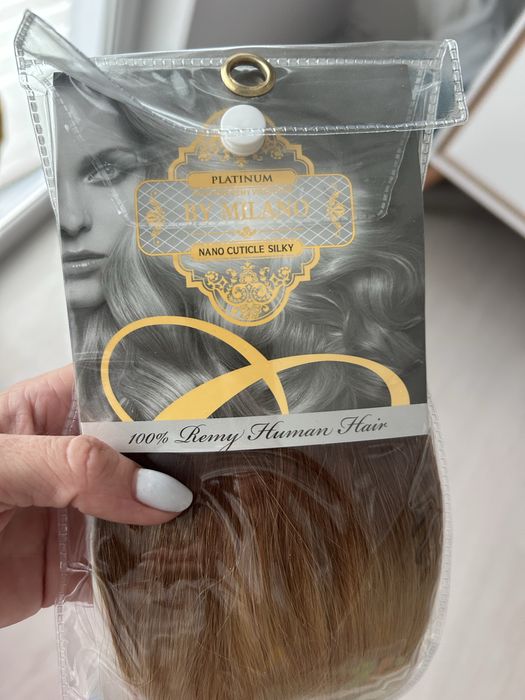 PLATINUM
BY MILANO
NANO CUTICLE SILKY
100% Remy Human Hair